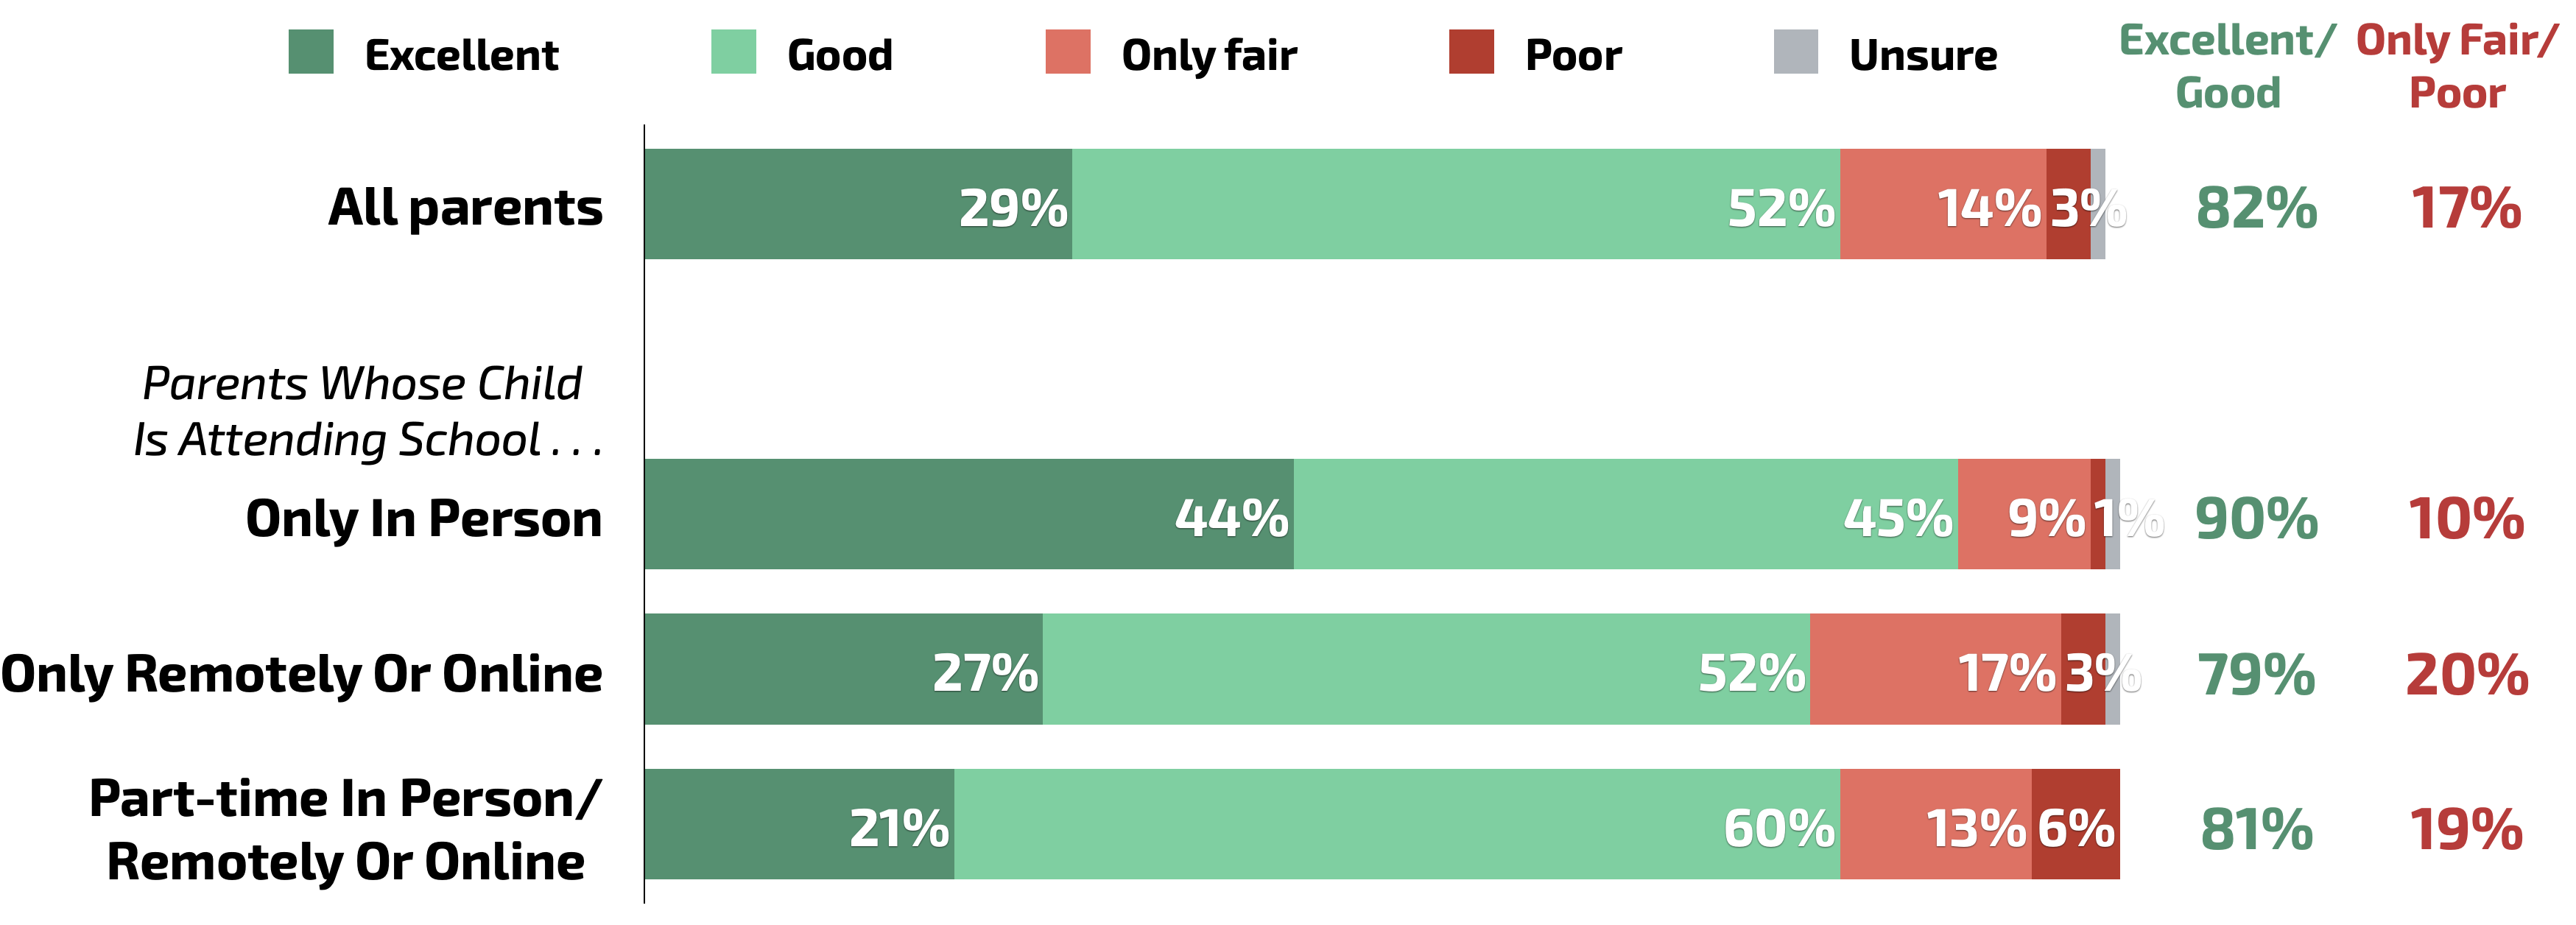 Excellent Good Only fair Poor Unsure Excellent/ Only Fair/
Good Poor
All parents 29% 52% 14% 3% 82% 17%
Parents Whose Child
Is Attending School . . .
Only In Person 44% 45% 9% 1% 90% 10%
Only Remotely Or Online 27% 52% 17% 3% 79% 20%
Part-time In Person/
Remotely Or Online 21% 60% 13% 6% 81% 19%